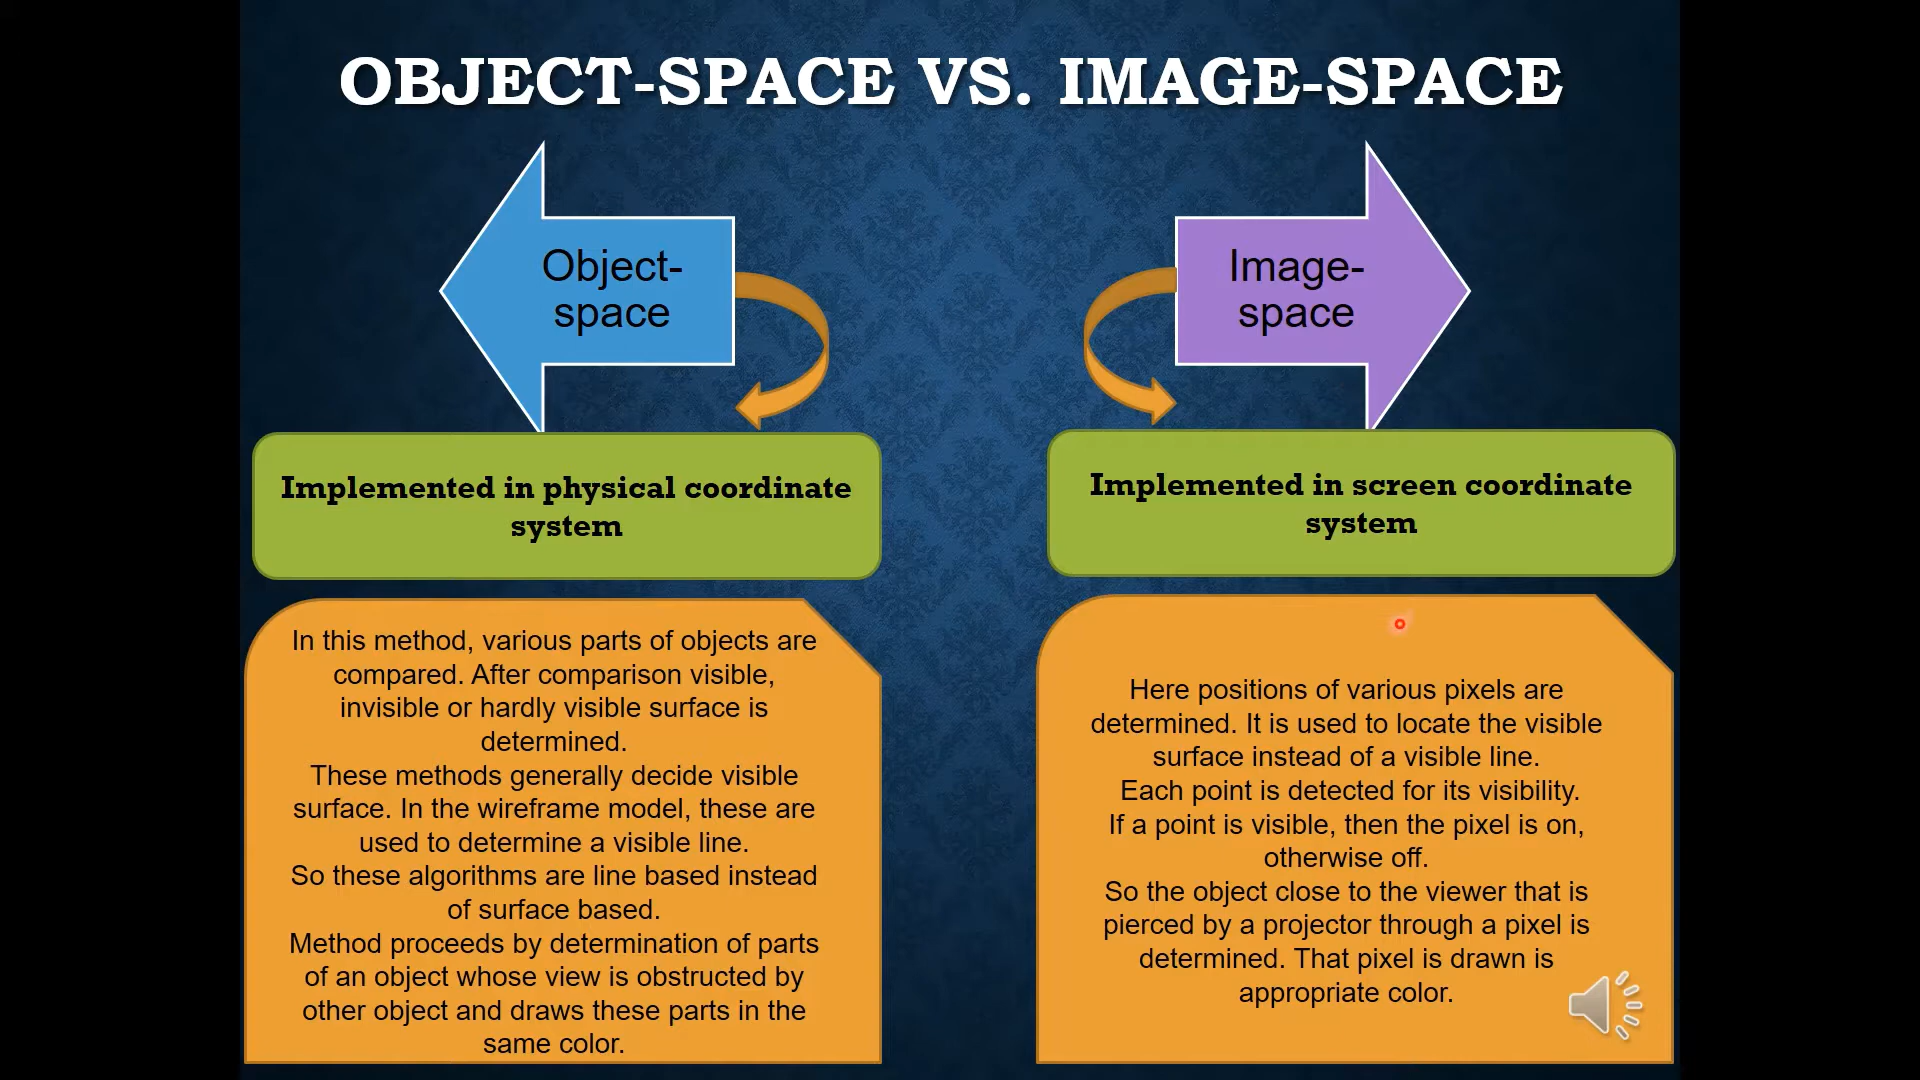 OBJECT-SPACE VS. IMAGE-SPACE
Object-
space
Implemented in physical coordinate
system
In this method, various parts of objects are
compared. After comparison visible,
invisible or hardly visible surface is
determined.
These methods generally decide visible
surface. In the wireframe model, these are
used to determine a visible line.
So these algorithms are line based instead
of surface based.
Method proceeds by determination of parts
of an object whose view is obstructed by
other object and draws these parts in the
same color.
Image-
space
Implemented in screen coordinate
system
Here positions of various pixels are
determined. It is used to locate the visible
surface instead of a visible line.
Each point is detected for its visibility.
If a point is visible, then the pixel is on,
otherwise off.
So the object close to the viewer that is
pierced by a projector through a pixel is
determined. That pixel is drawn is
appropriate color.